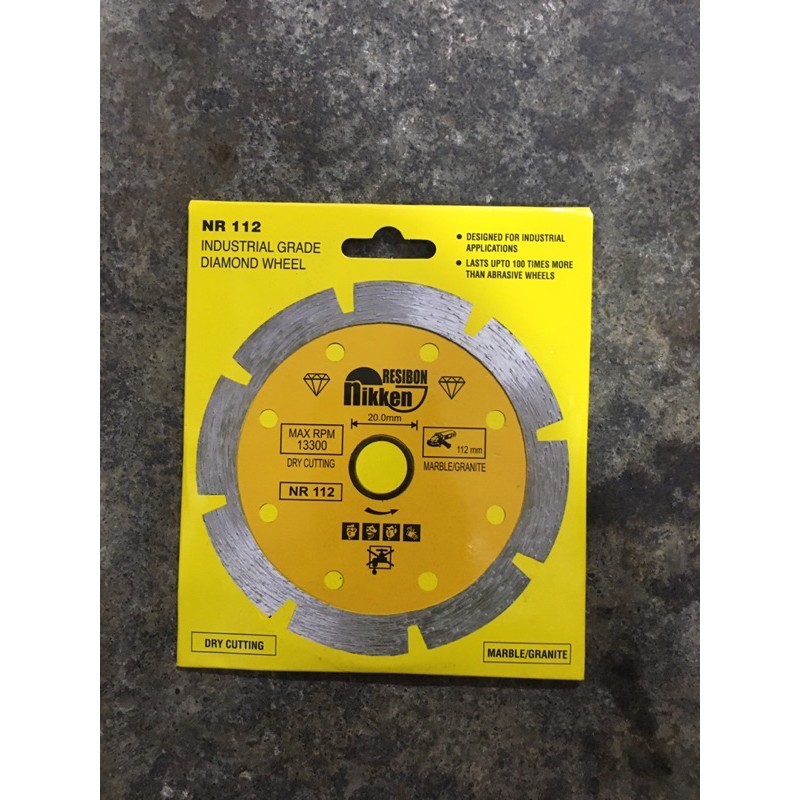 NR 112
INDUSTRIAL GRADE
DIAMOND WHEEL
• DESIGNED FOR INDUSTRIAL
APPLICATIONS
• LASTS UPTO 100 TIMES MORE
THAN ABRASIVE WHEELS
RESIBON
nikken
20.0mm
MAX RPM
13300
DRY CUTTING
112 mm
MARBLE/GRANITE
NR 112
DRY CUTTING
MARBLE/GRANITE